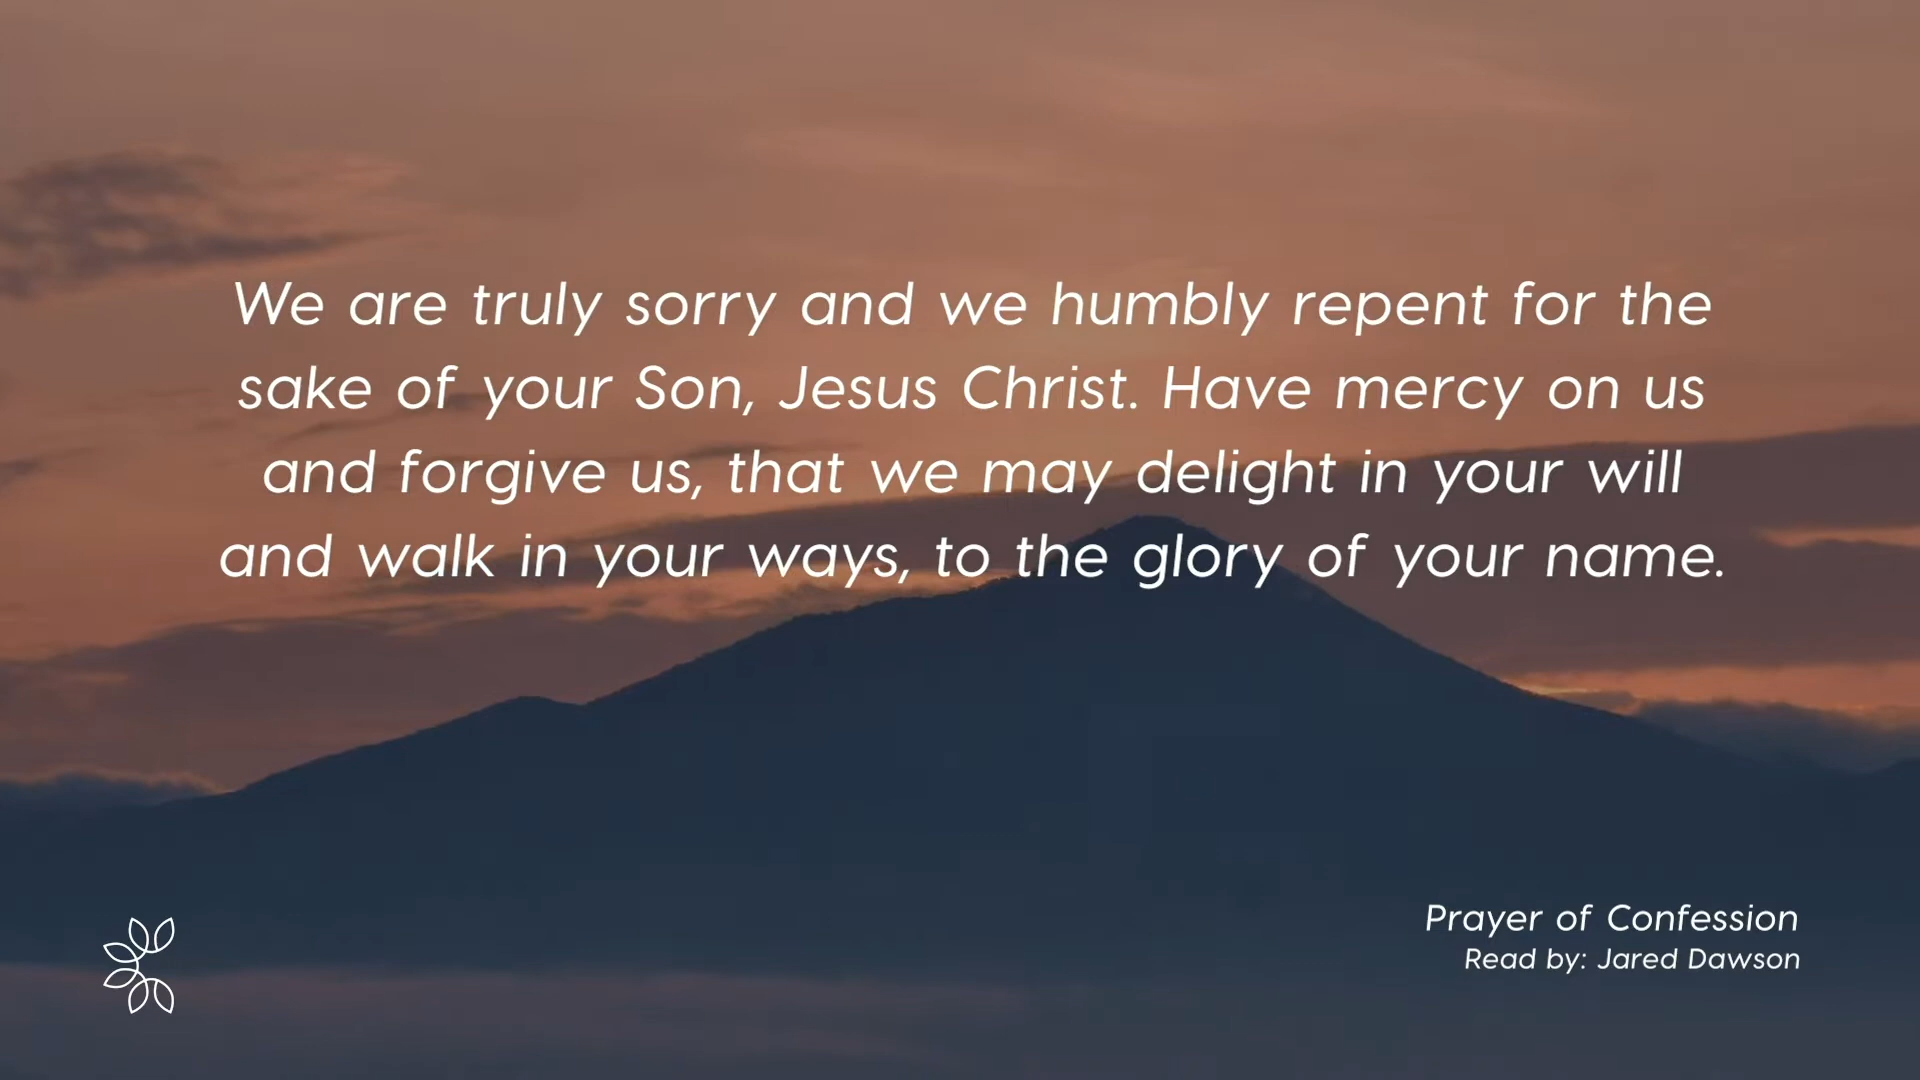 We are truly sorry and we humbly repent for the
sake of your Son, Jesus Christ. Have mercy on us
and forgive us, that we may delight in your will
and walk in your ways, to the glory of your name.
Prayer of Confession
Read by: Jared Dawson